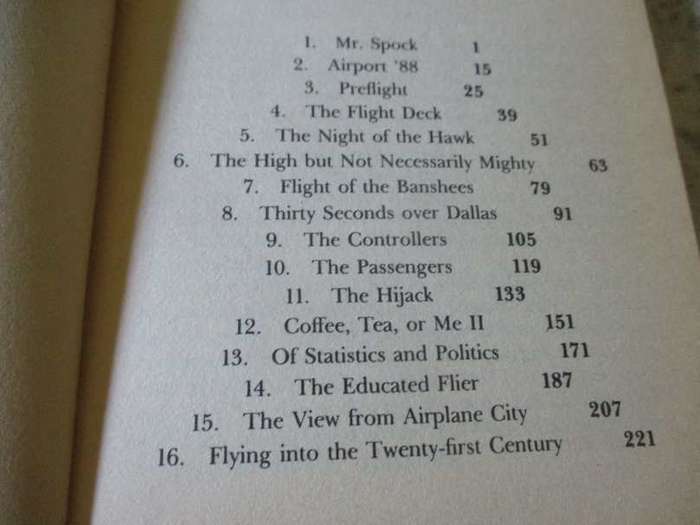 1. Mr. Spock 1
2. Airport '88 15
3. Preflight 25
4. The Flight Deck 39
5. The Night of the Hawk 51
6. The High but Not Necessarily Mighty 63
7. Flight of the Banshees 79
8. Thirty Seconds over Dallas 91
9. The Controllers 105
10. The Passengers 119
11. The Hijack 133
12. Coffee, Tea, or Me II 151
13. Of Statistics and Politics 171
14. The Educated Flier 187
15. The View from Airplane City 207
16. Flying into the Twenty-first Century 221